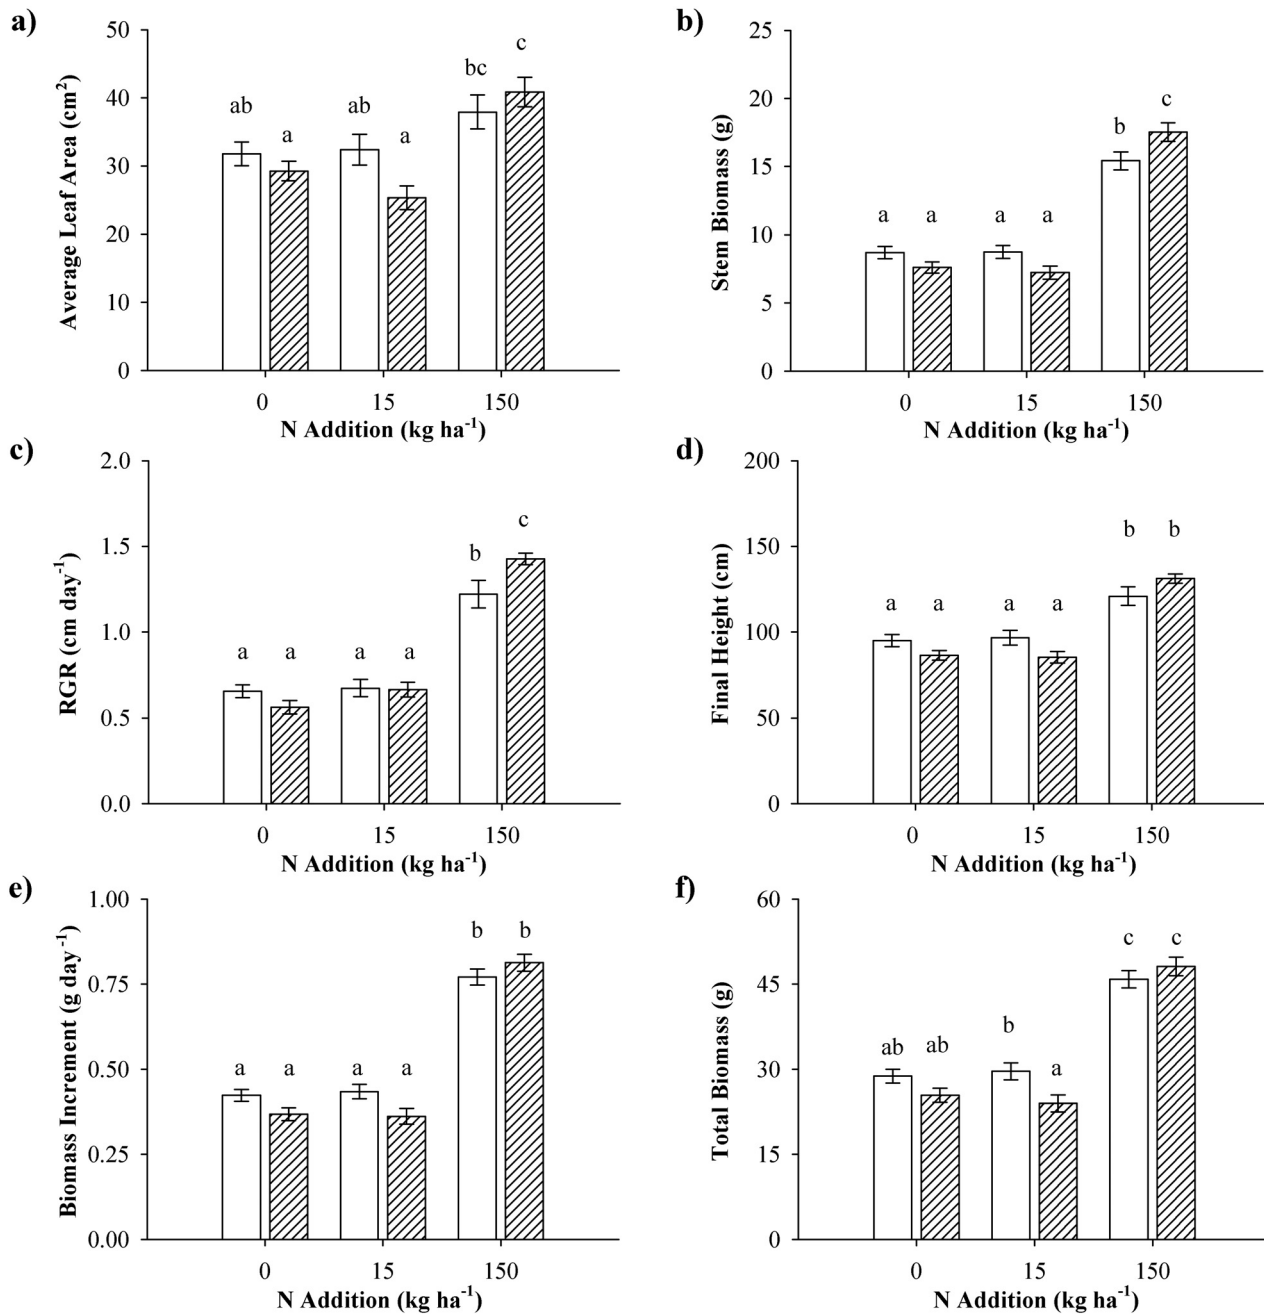 a)
50
40
30
20
10
0
Average Leaf Area (cm²)
ab a ab a bc c
0 15 150
N Addition (kg ha⁻¹)
b)
25
20
15
10
5
0
Stem Biomass (g)
a a a a b c
0 15 150
N Addition (kg ha⁻¹)
c)
2.0
1.5
1.0
0.5
0.0
RGR (cm day⁻¹)
a a a a b c
0 15 150
N Addition (kg ha⁻¹)
d)
200
150
100
50
0
Final Height (cm)
a a a a b b
0 15 150
N Addition (kg ha⁻¹)
e)
1.00
0.75
0.50
0.25
0.00
Biomass Increment (g day⁻¹)
a a a a b b
0 15 150
N Addition (kg ha⁻¹)
f)
60
45
30
15
0
Total Biomass (g)
ab ab b a c c
0 15 150
N Addition (kg ha⁻¹)